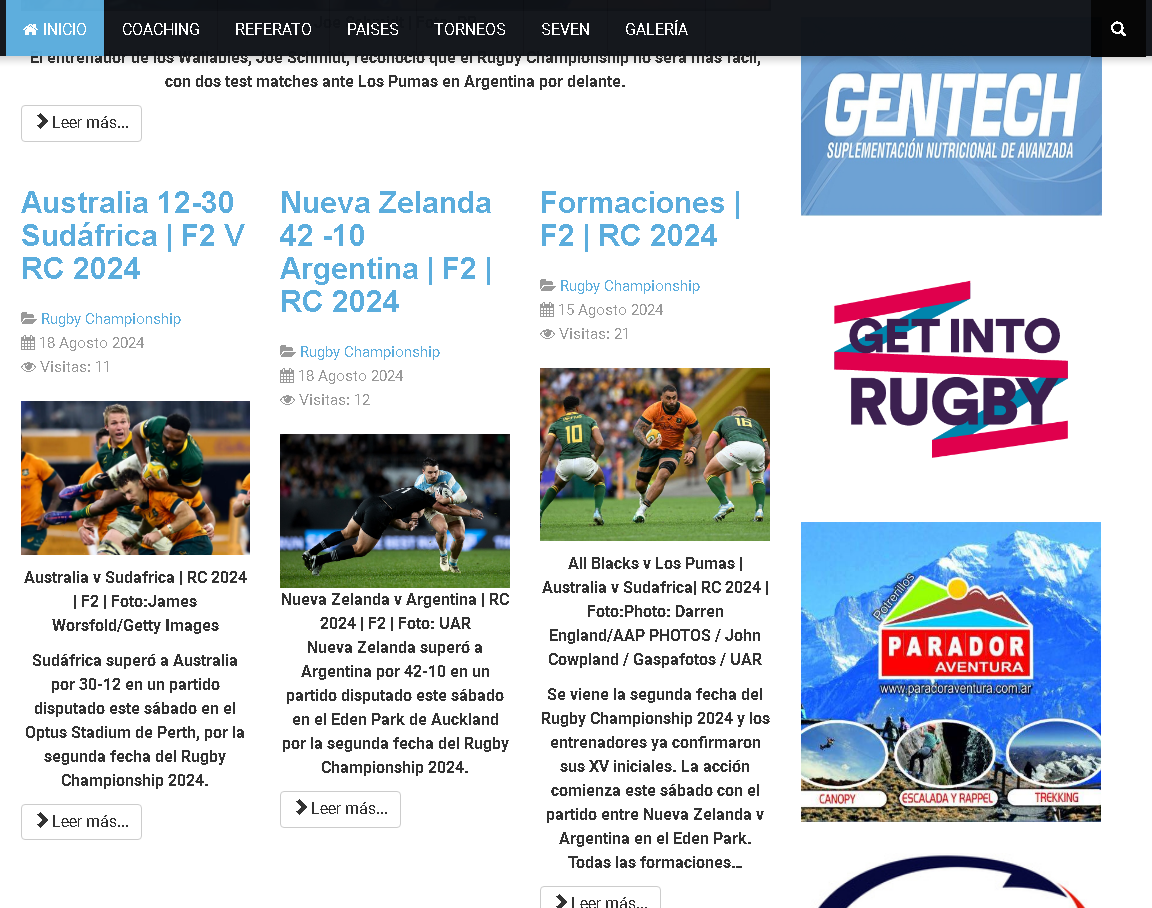 INICIO
COACHING
REFERATO
PAISES
TORNEOS
SEVEN
GALERÍA
El entrenador de los Wallabies, Joe Schmidt, reconoció que el Rugby Championship no será más fácil,
con dos test matches ante Los Pumas en Argentina por delante.
Leer más...
Australia 12-30
Sudáfrica | F2 V
RC 2024
Rugby Championship
18 Agosto 2024
Visitas: 11
Australia v Sudafrica | RC 2024
| F2 | Foto:James
Worsfold/Getty Images
Sudáfrica superó a Australia
por 30-12 en un partido
disputado este sábado en el
Optus Stadium de Perth, por la
segunda fecha del Rugby
Championship 2024.
Leer más...
Nueva Zelanda
42 -10
Argentina | F2 |
RC 2024
Rugby Championship
18 Agosto 2024
Visitas: 12
Nueva Zelanda v Argentina | RC
2024 | F2 | Foto: UAR
Nueva Zelanda superó a
Argentina por 42-10 en un
partido disputado este sábado
en el Eden Park de Auckland
por la segunda fecha del Rugby
Championship 2024.
Leer más...
Formaciones |
F2 | RC 2024
Rugby Championship
15 Agosto 2024
Visitas: 21
10
16
All Blacks v Los Pumas |
Australia v Sudafrica| RC 2024 |
Foto:Photo: Darren
England/AAP PHOTOS / John
Cowpland / Gaspafotos / UAR
Se viene la segunda fecha del
Rugby Championship 2024 y los
entrenadores ya confirmaron
sus XV iniciales. La acción
comienza este sábado con el
partido entre Nueva Zelanda v
Argentina en el Eden Park.
Todas las formaciones...
Leer más...
GENTECH
SUPLEMENTACIÓN NUTRICIONAL DE AVANZADA
GET INTO
RUGBY
Potrerillos
PARADOR
AVENTURA
www.paradoraventura.com.ar
CANOPY
ESCALADA Y RAPPEL
TREKKING